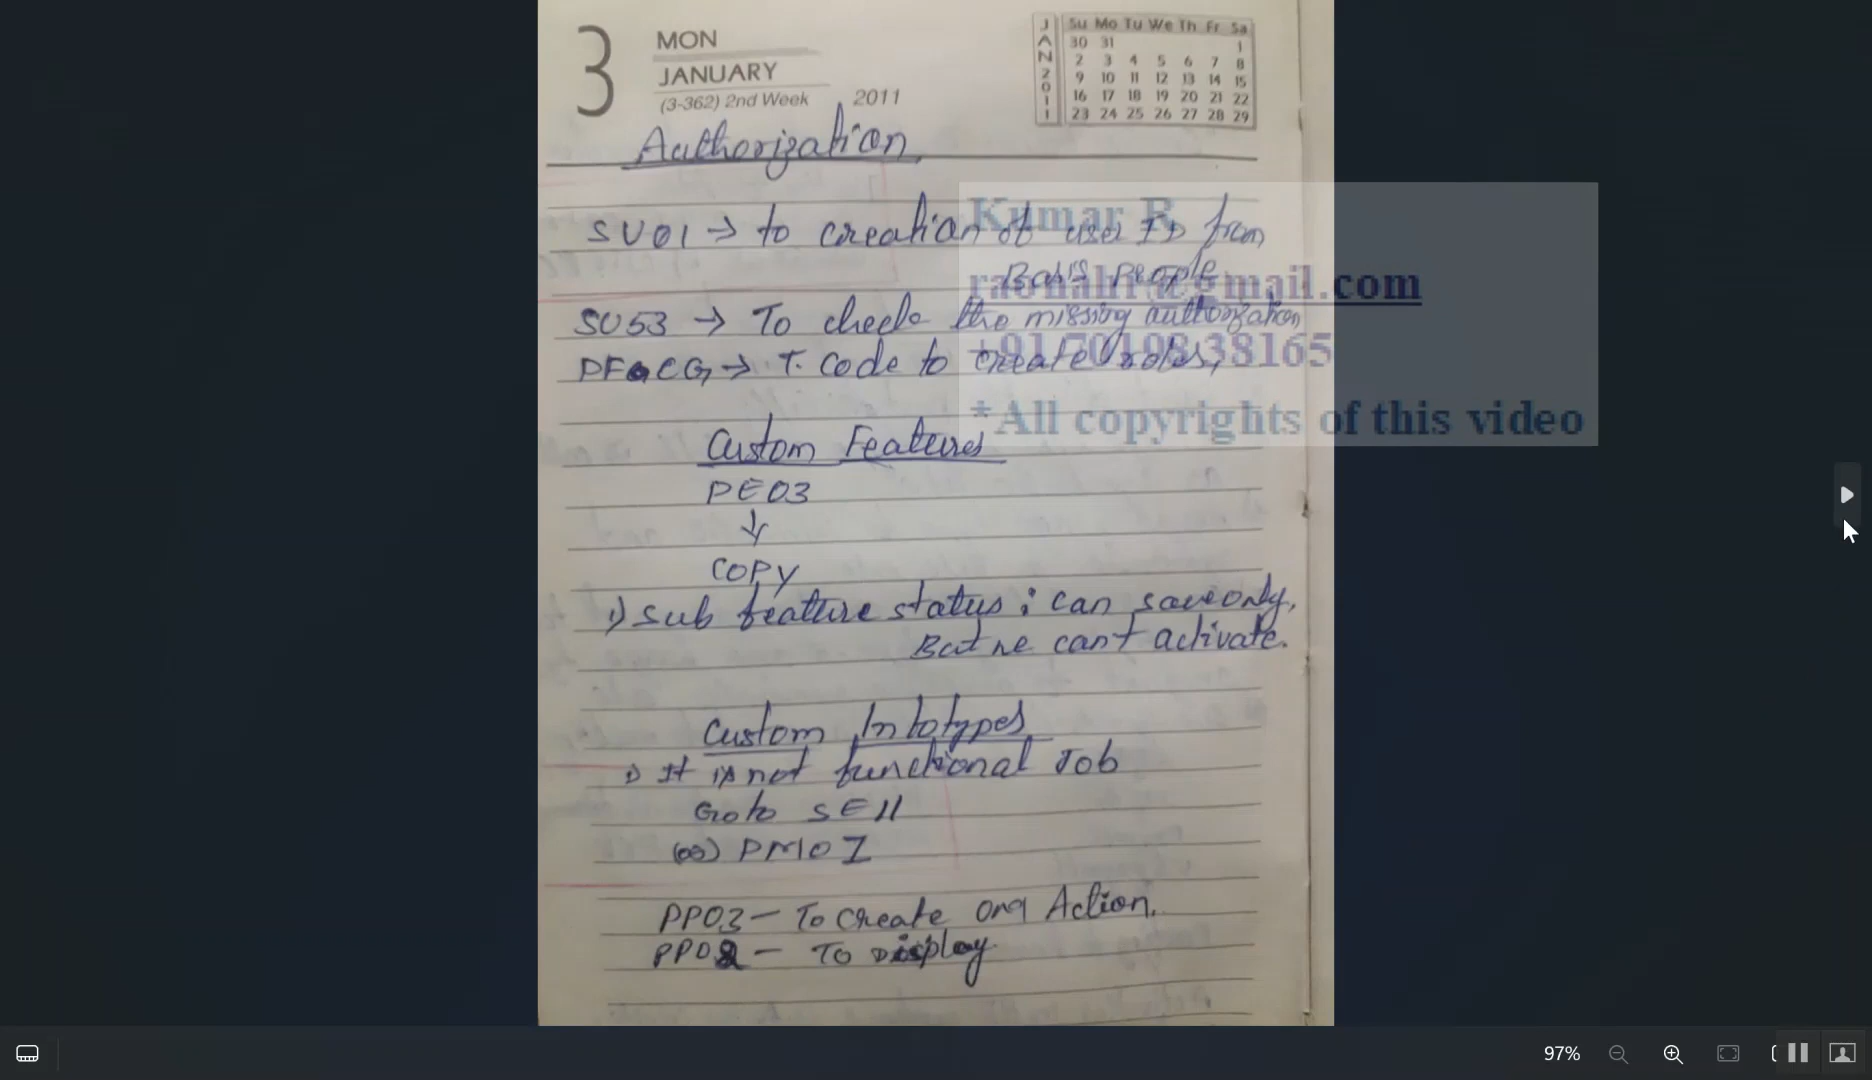 3
MON
JANUARY
(3-362) 2nd Week 2011
JAN 2011
Su Mo Tu We Th Fr Sa
30 31 1
2 3 4 5 6 7 8
9 10 11 12 13 14 15
16 17 18 19 20 21 22
23 24 25 26 27 28 29
Authorization
SU01 → to creation of user ID from
Basis People
SU53 → To check the missing authorization
PFCG → T. Code to create roles,
Kumar R
.com
*All copyrights of this video
Custom Features
PE03
↓
COPY
1) Sub feature status : can save only,
But we can't activate.
Custom Infotypes
1) It is not functional Job
Goto SE11
(or) PM01
PP03 - To Create Org Action.
PP02 - To Display
97%